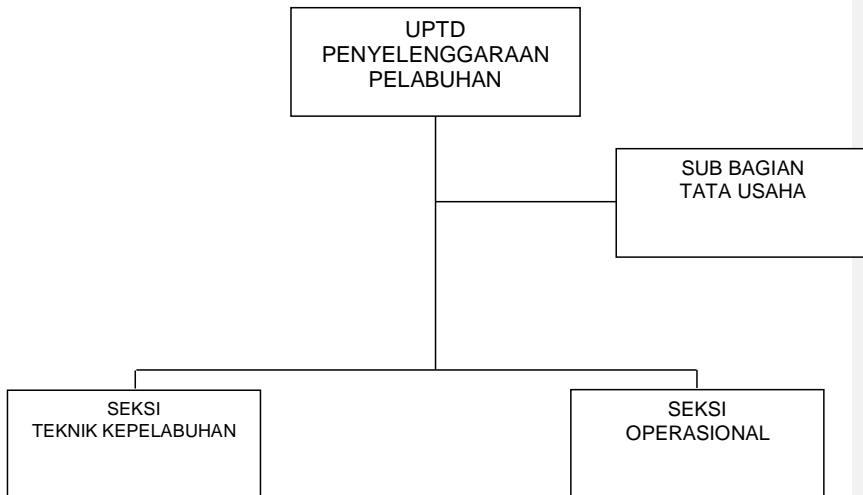 UPTD
PENYELENGGARAAN
PELABUHAN
SUB BAGIAN
TATA USAHA
SEKSI
TEKNIK KEPELABUHAN
SEKSI
OPERASIONAL